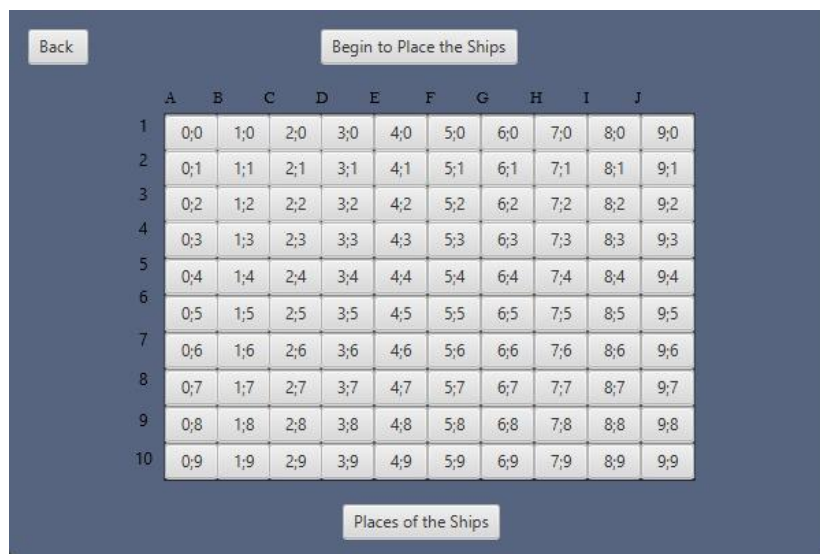 Back Begin to Place the Ships
A B C D E F G H I J
1 0;0 1;0 2;0 3;0 4;0 5;0 6;0 7;0 8;0 9;0
2 0;1 1;1 2;1 3;1 4;1 5;1 6;1 7;1 8;1 9;1
3 0;2 1;2 2;2 3;2 4;2 5;2 6;2 7;2 8;2 9;2
4 0;3 1;3 2;3 3;3 4;3 5;3 6;3 7;3 8;3 9;3
5 0;4 1;4 2;4 3;4 4;4 5;4 6;4 7;4 8;4 9;4
6 0;5 1;5 2;5 3;5 4;5 5;5 6;5 7;5 8;5 9;5
7 0;6 1;6 2;6 3;6 4;6 5;6 6;6 7;6 8;6 9;6
8 0;7 1;7 2;7 3;7 4;7 5;7 6;7 7;7 8;7 9;7
9 0;8 1;8 2;8 3;8 4;8 5;8 6;8 7;8 8;8 9;8
10 0;9 1;9 2;9 3;9 4;9 5;9 6;9 7;9 8;9 9;9
Places of the Ships